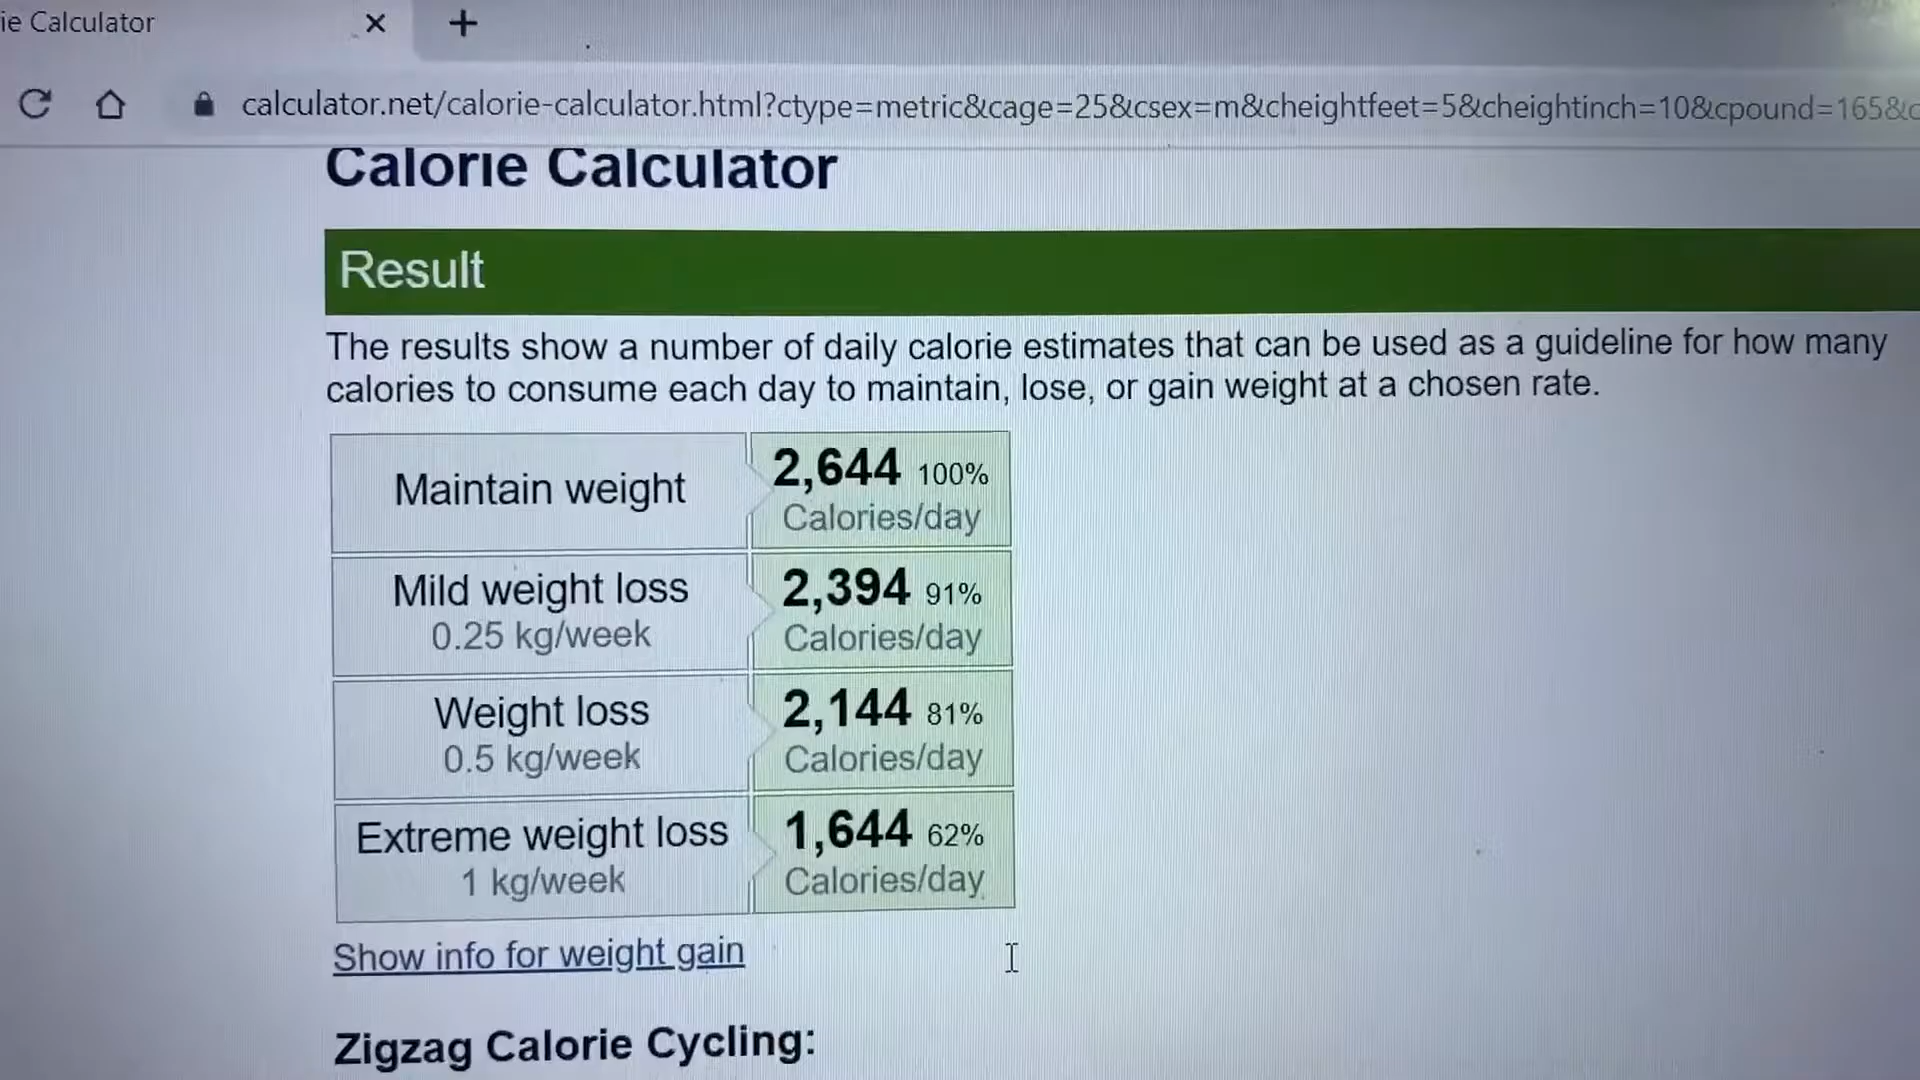 ie Calculator
calculator.net/calorie-calculator.html?ctype=metric&cage=25&csex=m&cheightfeet=5&cheightinch=10&cpound=165&c
Calorie Calculator
Result
The results show a number of daily calorie estimates that can be used as a guideline for how many
calories to consume each day to maintain, lose, or gain weight at a chosen rate.
Maintain weight
2,644 100%
Calories/day
Mild weight loss
0.25 kg/week
2,394 91%
Calories/day
Weight loss
0.5 kg/week
2,144 81%
Calories/day
Extreme weight loss
1 kg/week
1,644 62%
Calories/day
Show info for weight gain
Zigzag Calorie Cycling: